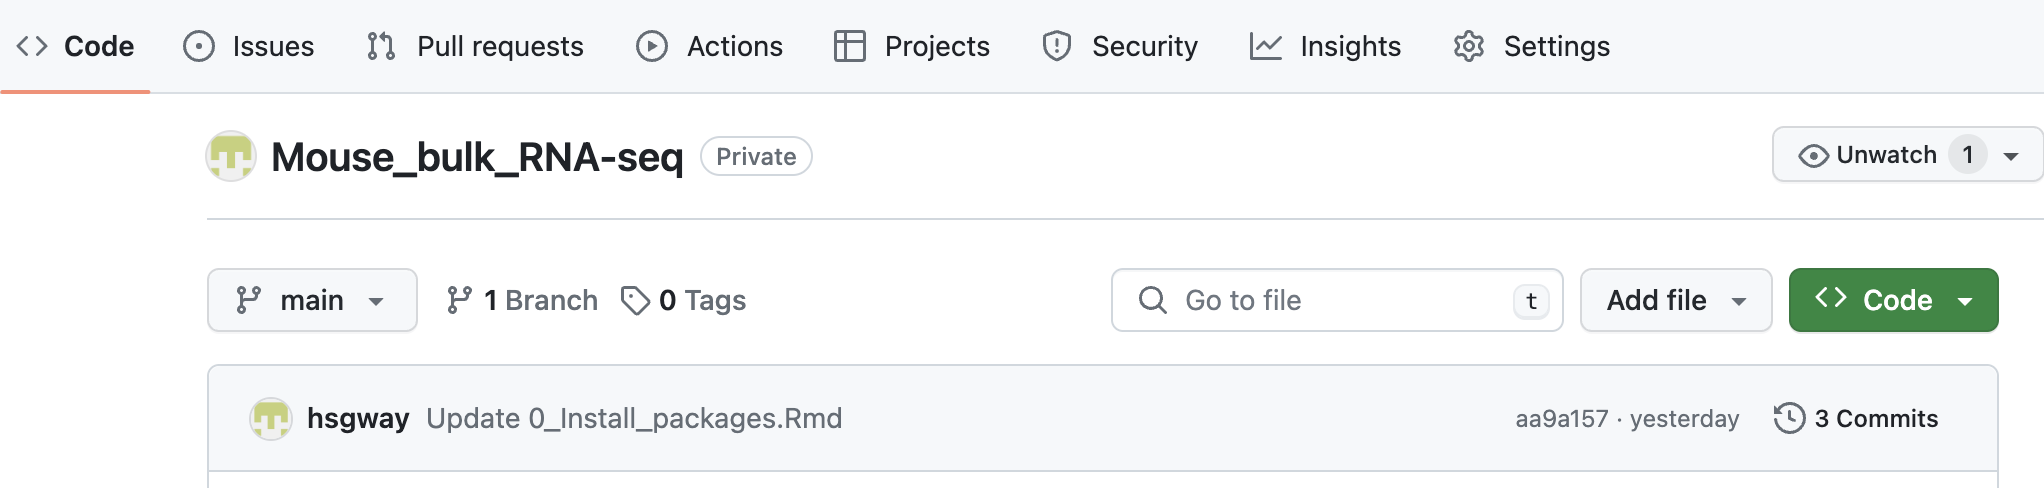 Code Issues Pull requests Actions Projects Security Insights Settings
Mouse_bulk_RNA-seq Private Unwatch 1
main 1 Branch 0 Tags Go to file t Add file Code
hsgway Update 0_Install_packages.Rmd aa9a157 · yesterday 3 Commits